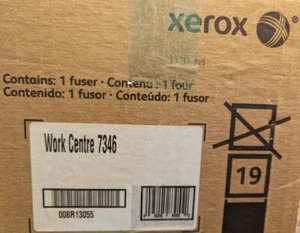 xerox
Contains: 1 fuser · Contenu : 1 four
Contenido: 1 fusor · Conteúdo: 1 fusor
Work Centre 7346
19
008R13055